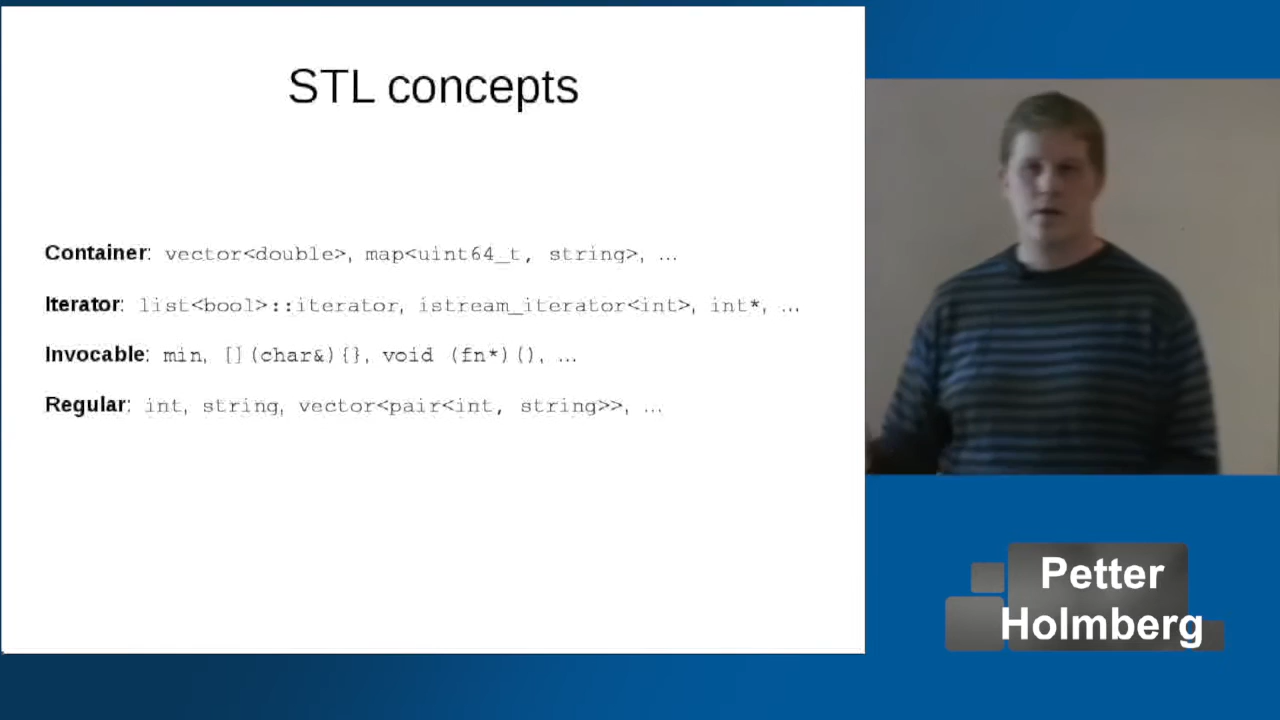 STL concepts
Container: vector<double>, map<uint64_t, string>, ...
Iterator: list<bool>::iterator, istream_iterator<int>, int*, ...
Invocable: min, [](char&){}, void (fn*)(), ...
Regular: int, string, vector<pair<int, string>>, ...
Petter
Holmberg